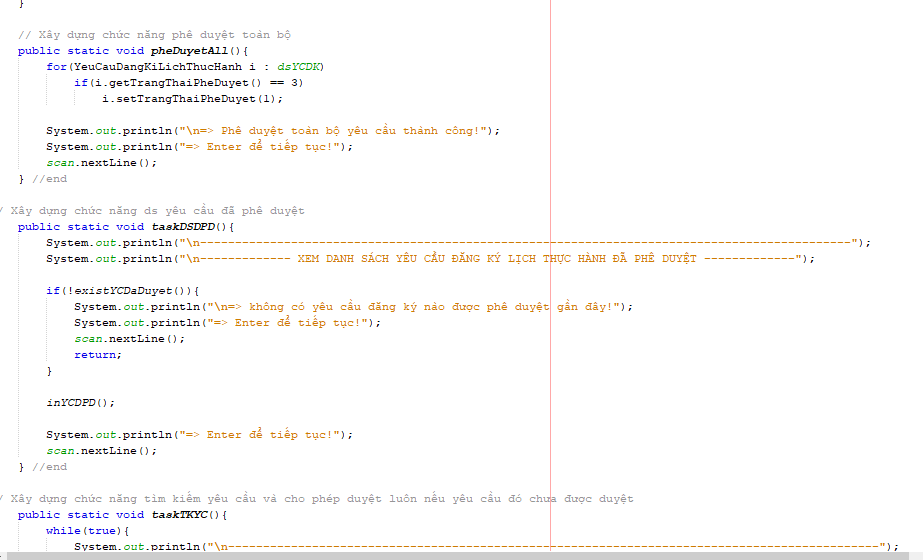 }
// Xây dựng chức năng phê duyệt toàn bộ
public static void pheDuyetAll(){
for(YeuCauDangKiLichThucHanh i : dsYCDK)
if(i.getTrangThaiPheDuyet() == 3)
i.setTrangThaiPheDuyet(1);
System.out.println("\n=> Phê duyệt toàn bộ yêu cầu thành công!");
System.out.println("=> Enter để tiếp tục!");
scan.nextLine();
} //end
/ Xây dựng chức năng ds yêu cầu đã phê duyệt
public static void taskDSDPD(){
System.out.println("\n---------------------------------------------------------------------------------------------");
System.out.println("\n------------- XEM DANH SÁCH YÊU CẦU ĐĂNG KÝ LỊCH THỰC HÀNH ĐÃ PHÊ DUYỆT -------------");
if(!existYCDaDuyet()){
System.out.println("\n=> không có yêu cầu đăng ký nào được phê duyệt gần đây!");
System.out.println("=> Enter để tiếp tục!");
scan.nextLine();
return;
}
inYCDPD();
System.out.println("=> Enter để tiếp tục!");
scan.nextLine();
} //end
/ Xây dựng chức năng tìm kiếm yêu cầu và cho phép duyệt luôn nếu yêu cầu đó chưa được duyệt
public static void taskTKYC(){
while(true){
System.out.println("\n---------------------------------------------------------------------------------------------");